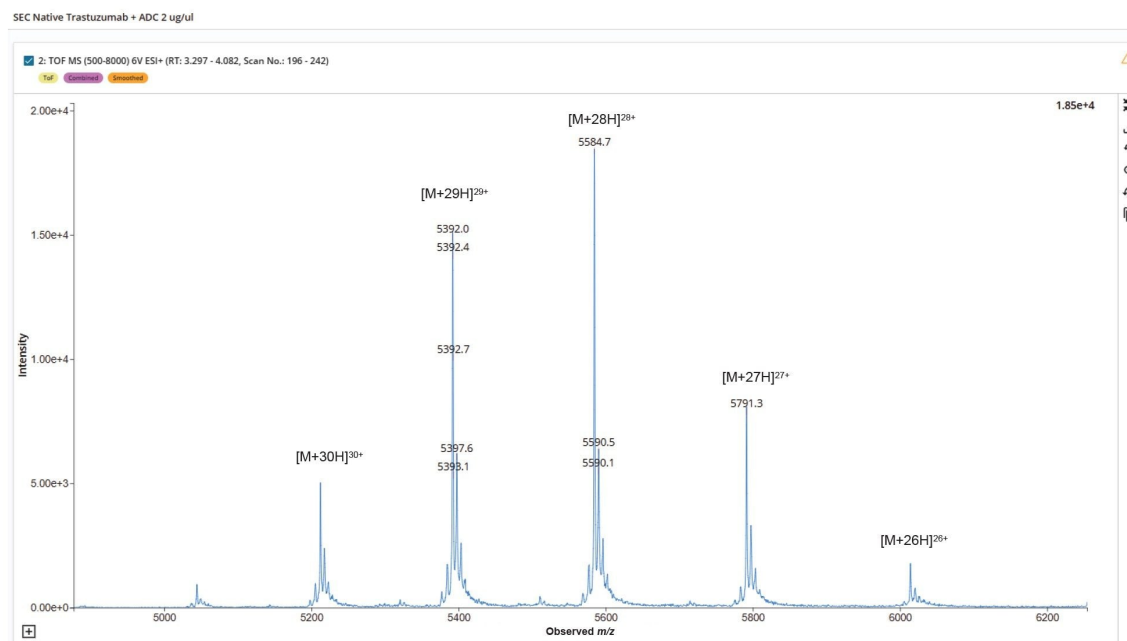 SEC Native Trastuzumab + ADC 2 ug/ul
2: TOF MS (500-8000) 6V ESI+ (RT: 3.297 - 4.082, Scan No.: 196 - 242)
ToF Combined Smoothed
1.85e+4
2.00e+4
[M+28H]28+
5584.7
[M+29H]29+
5392.0
1.50e+4
5392.4
5392.7
1.00e+4
[M+27H]27+
5791.3
5397.6
5590.5
[M+30H]30+
5393.1
5590.1
5.00e+3
[M+26H]26+
0.00e+0
5000 5200 5400 5600 5800 6000 6200
Intensity
Observed m/z